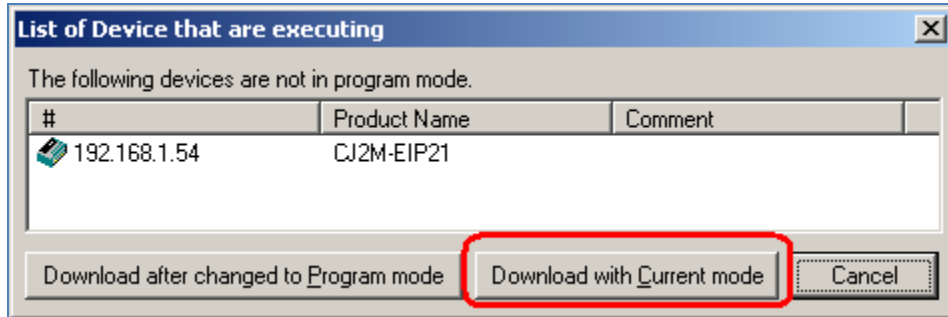 List of Device that are executing
The following devices are not in program mode.
# Product Name Comment
192.168.1.54 CJ2M-EIP21
Download after changed to Program mode Download with Current mode Cancel